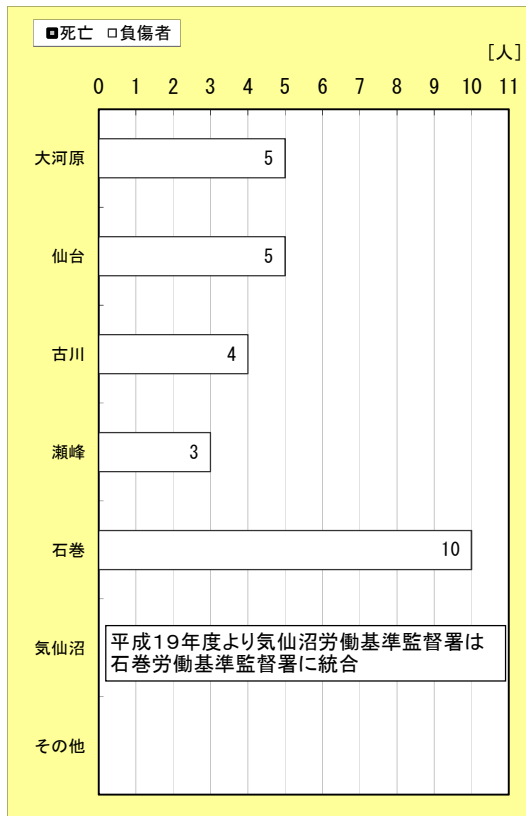 ■死亡 □負傷者
[人]
0 1 2 3 4 5 6 7 8 9 10 11
大河原 5
仙台 5
古川 4
瀬峰 3
石巻 10
気仙沼 平成19年度より気仙沼労働基準監督署は
石巻労働基準監督署に統合
その他